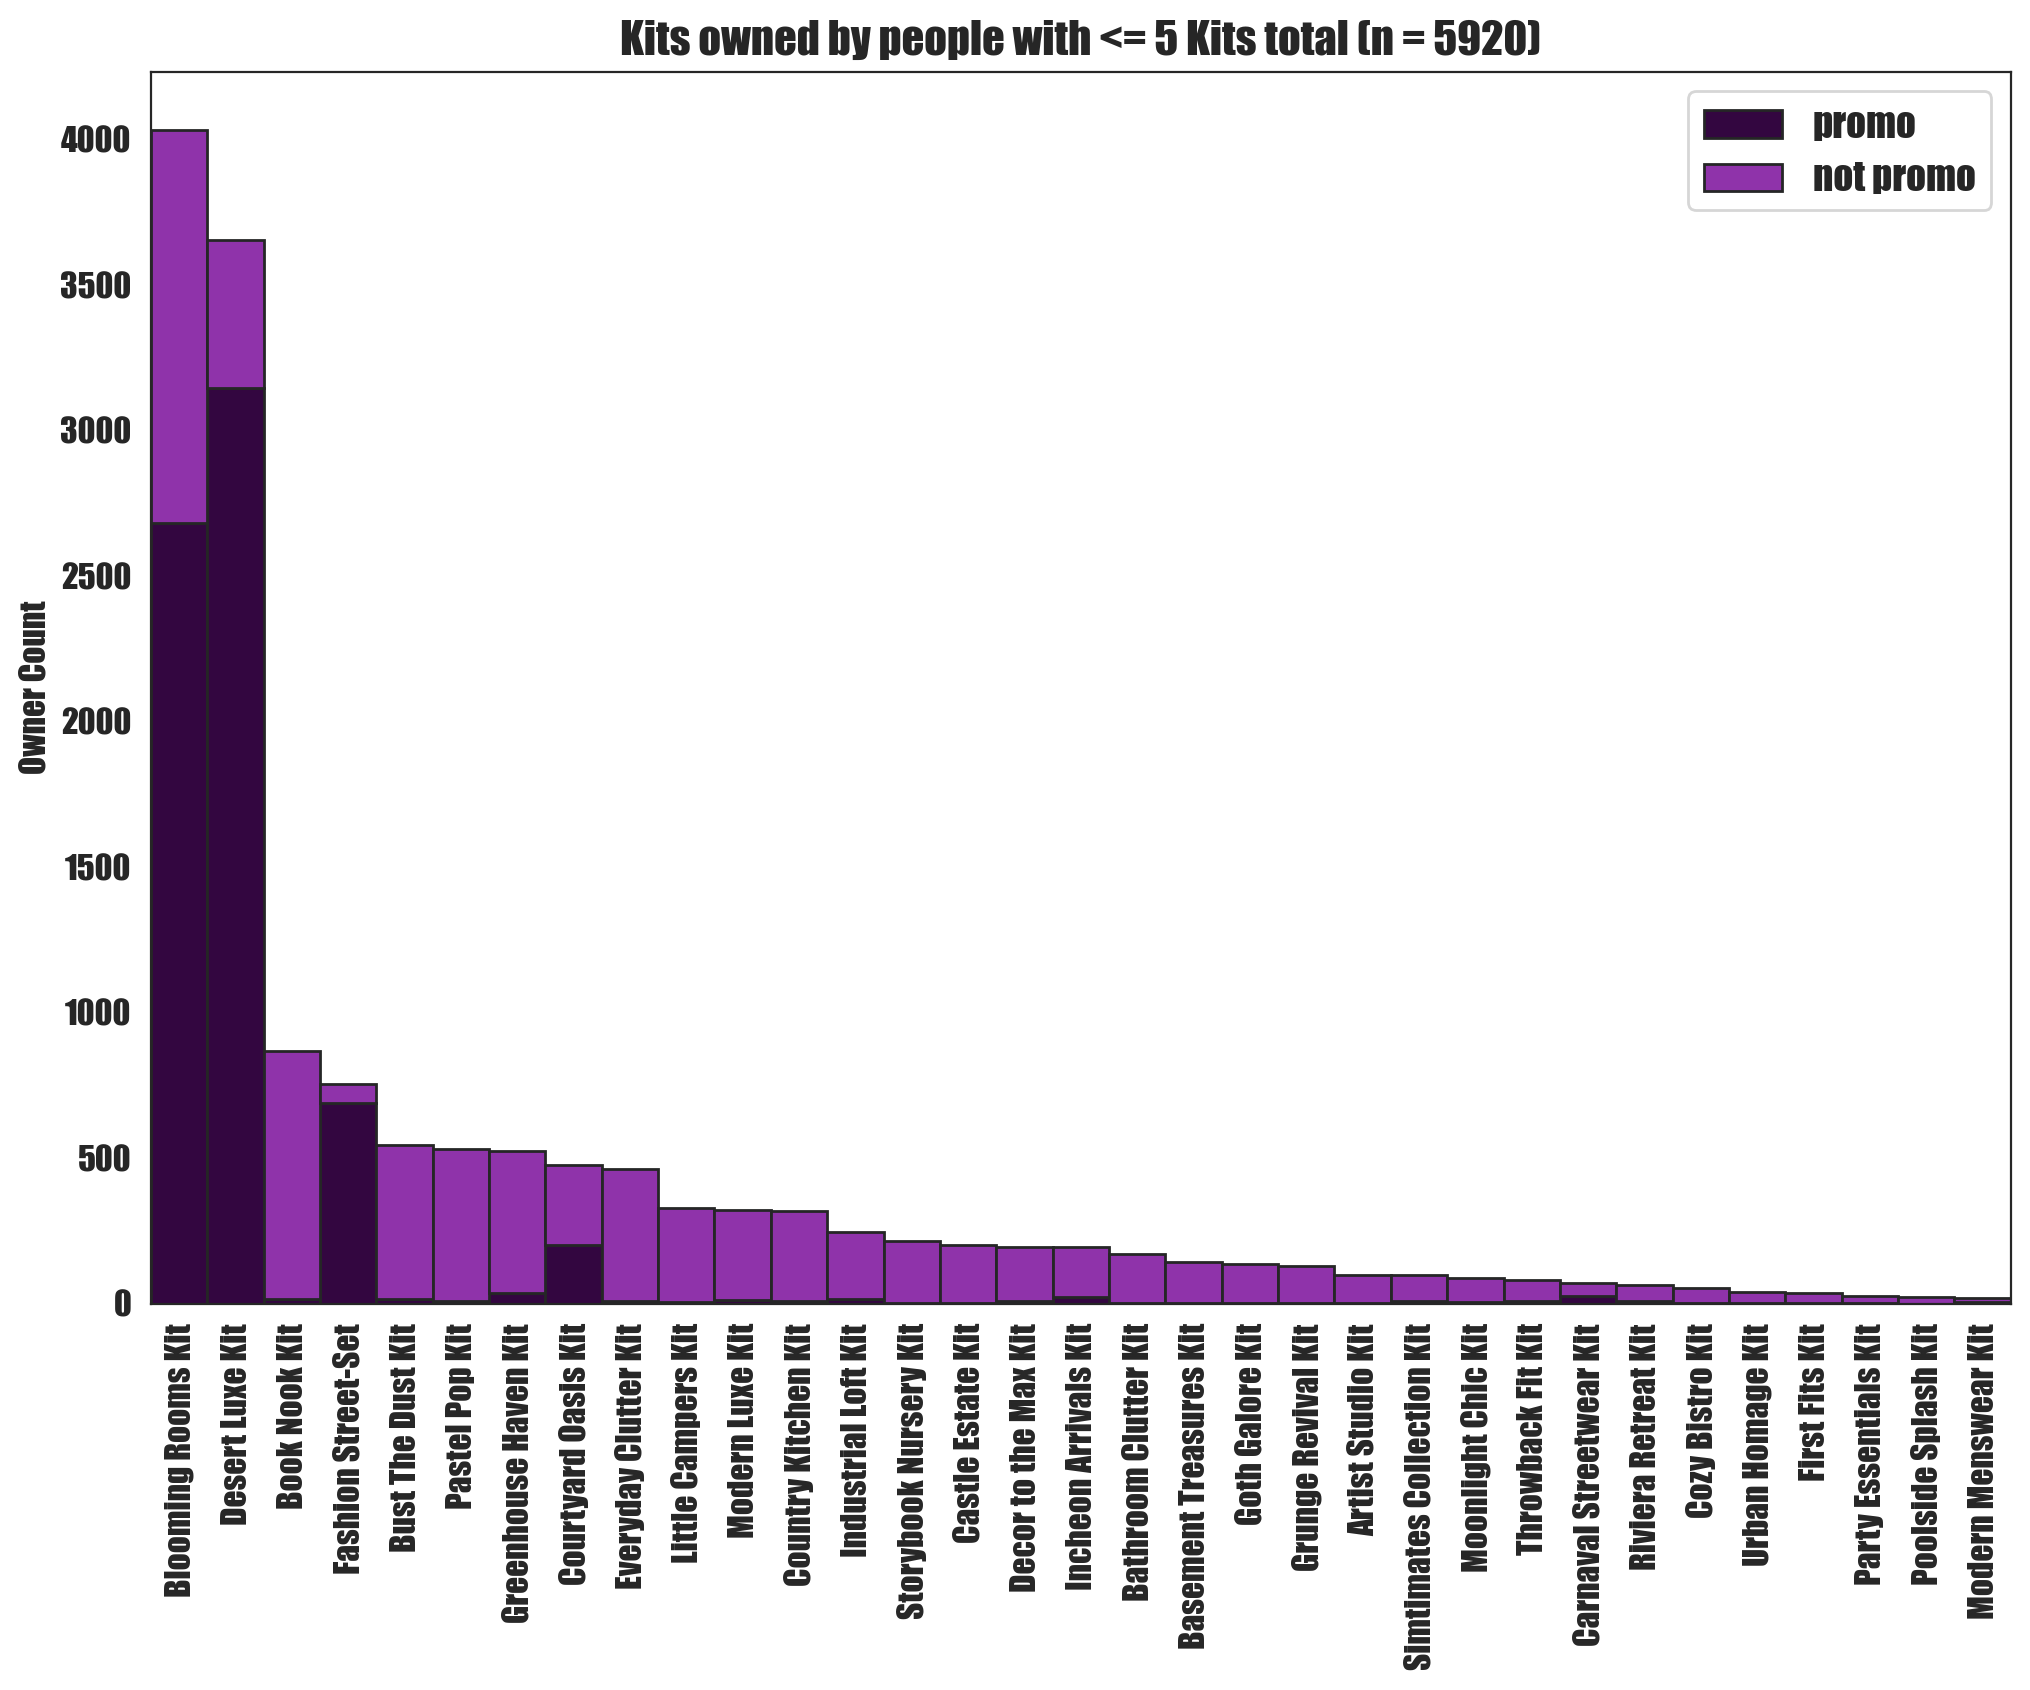 Kits owned by people with <= 5 Kits total (n = 5920)
promo
not promo
Owner Count
4000
3500
3000
2500
2000
1500
1000
500
0
Blooming Rooms Kit
Desert Luxe Kit
Book Nook Kit
Fashion Street-Set
Bust The Dust Kit
Pastel Pop Kit
Greenhouse Haven Kit
Courtyard Oasis Kit
Everyday Clutter Kit
Little Campers Kit
Modern Luxe Kit
Country Kitchen Kit
Industrial Loft Kit
Storybook Nursery Kit
Castle Estate Kit
Decor to the Max Kit
Incheon Arrivals Kit
Bathroom Clutter Kit
Basement Treasures Kit
Goth Galore Kit
Grunge Revival Kit
Artist Studio Kit
Simtimates Collection Kit
Moonlight Chic Kit
Throwback Fit Kit
Carnaval Streetwear Kit
Riviera Retreat Kit
Cozy Bistro Kit
Urban Homage Kit
First Fits Kit
Party Essentials Kit
Poolside Splash Kit
Modern Menswear Kit